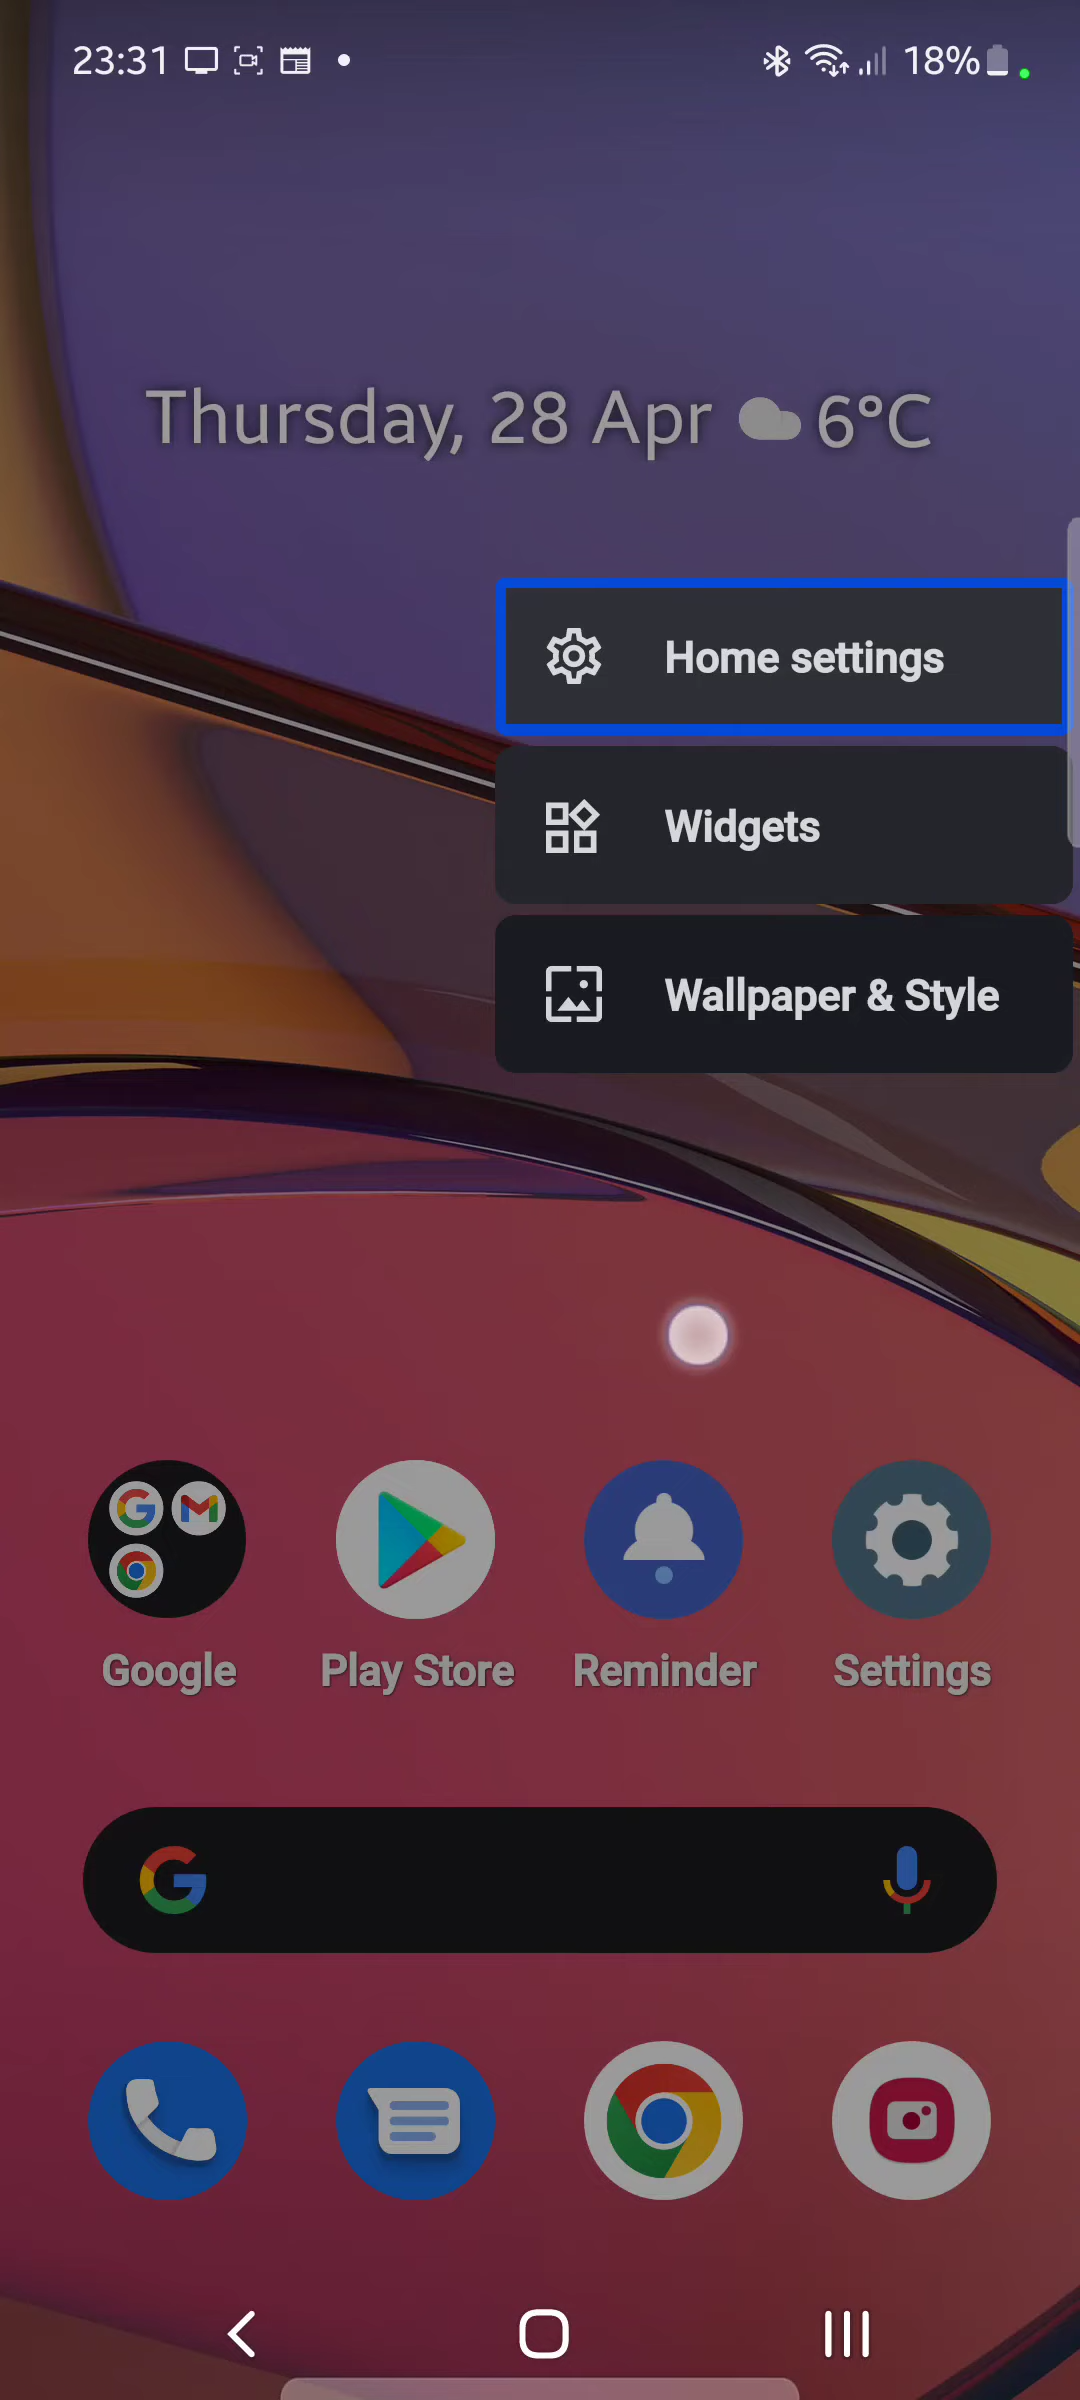 23:31
18%
Thursday, 28 Apr 6°C
Home settings
Widgets
Wallpaper & Style
Google
Play Store
Reminder
Settings